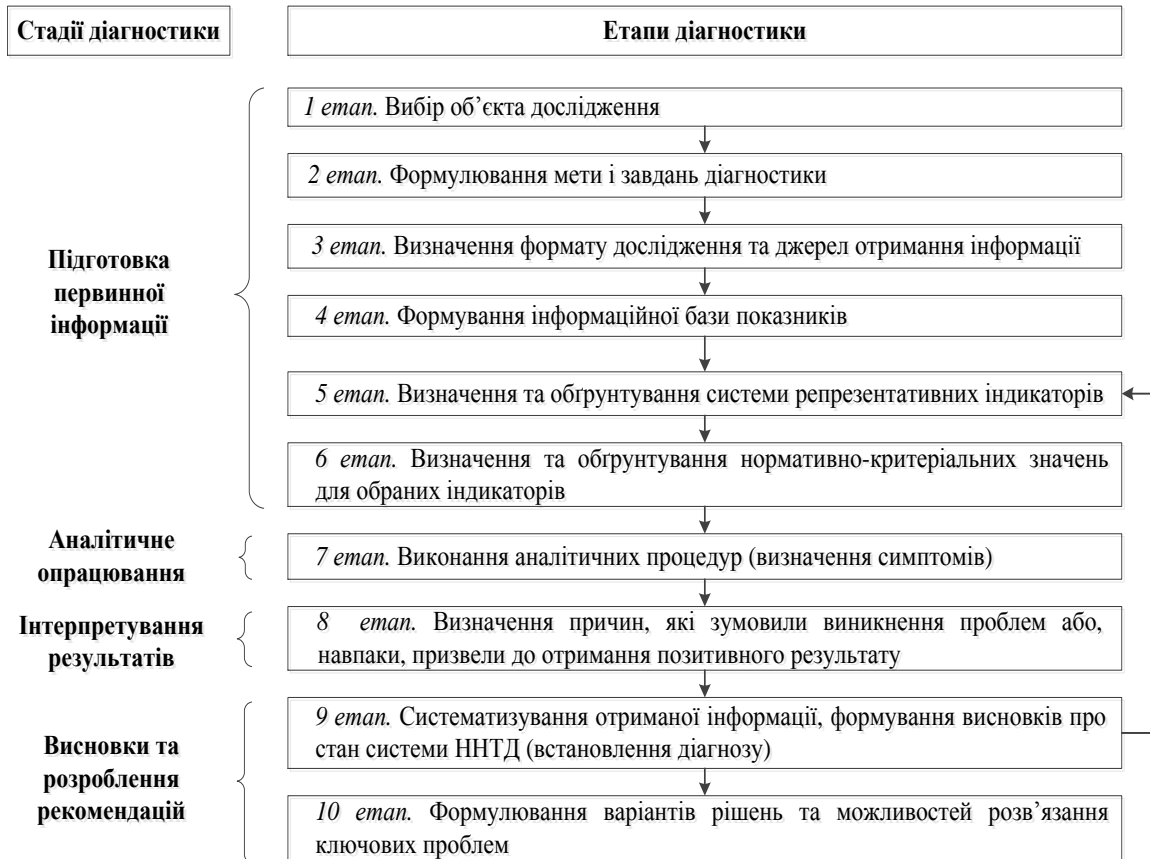 Стадії діагностики
Етапи діагностики
Підготовка
первинної
інформації
1 етап. Вибір об’єкта дослідження
2 етап. Формулювання мети і завдань діагностики
3 етап. Визначення формату дослідження та джерел отримання інформації
4 етап. Формування інформаційної бази показників
5 етап. Визначення та обґрунтування системи репрезентативних індикаторів
6 етап. Визначення та обґрунтування нормативно-критеріальних значень
для обраних індикаторів
Аналітичне
опрацювання
7 етап. Виконання аналітичних процедур (визначення симптомів)
Інтерпретування
результатів
8 етап. Визначення причин, які зумовили виникнення проблем або,
навпаки, призвели до отримання позитивного результату
Висновки та
розроблення
рекомендацій
9 етап. Систематизування отриманої інформації, формування висновків про
стан системи ННТД (встановлення діагнозу)
10 етап. Формулювання варіантів рішень та можливостей розв’язання
ключових проблем